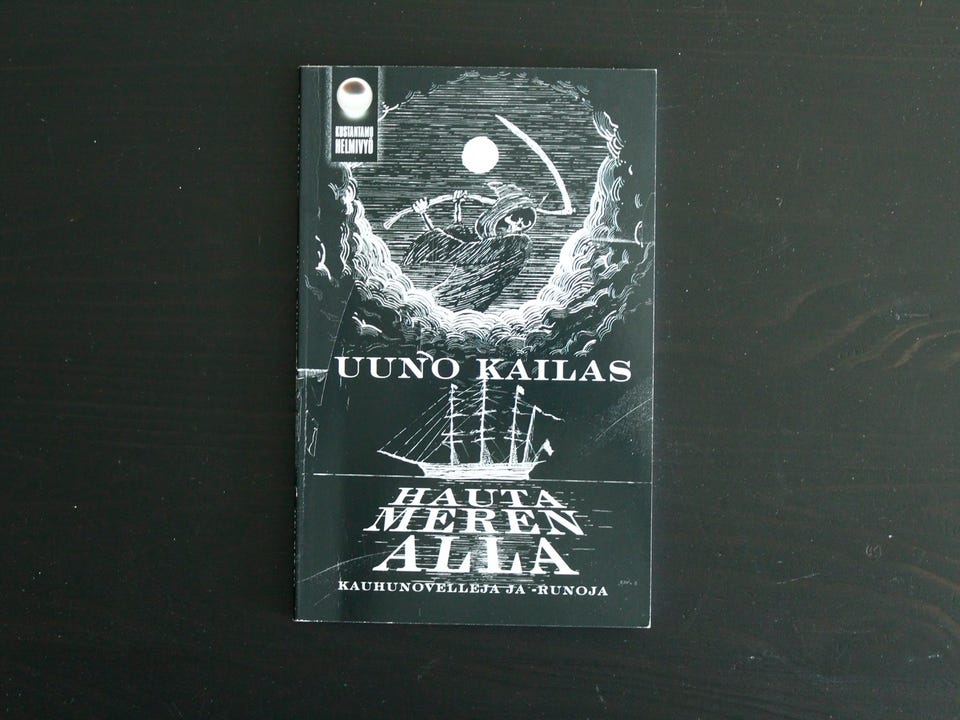 KUSTANTAMO
HELMIVYÖ
UUNO KAILAS
HAUTA
MEREN
ALLA
KAUHUNOVELLEJA JA -RUNOJA